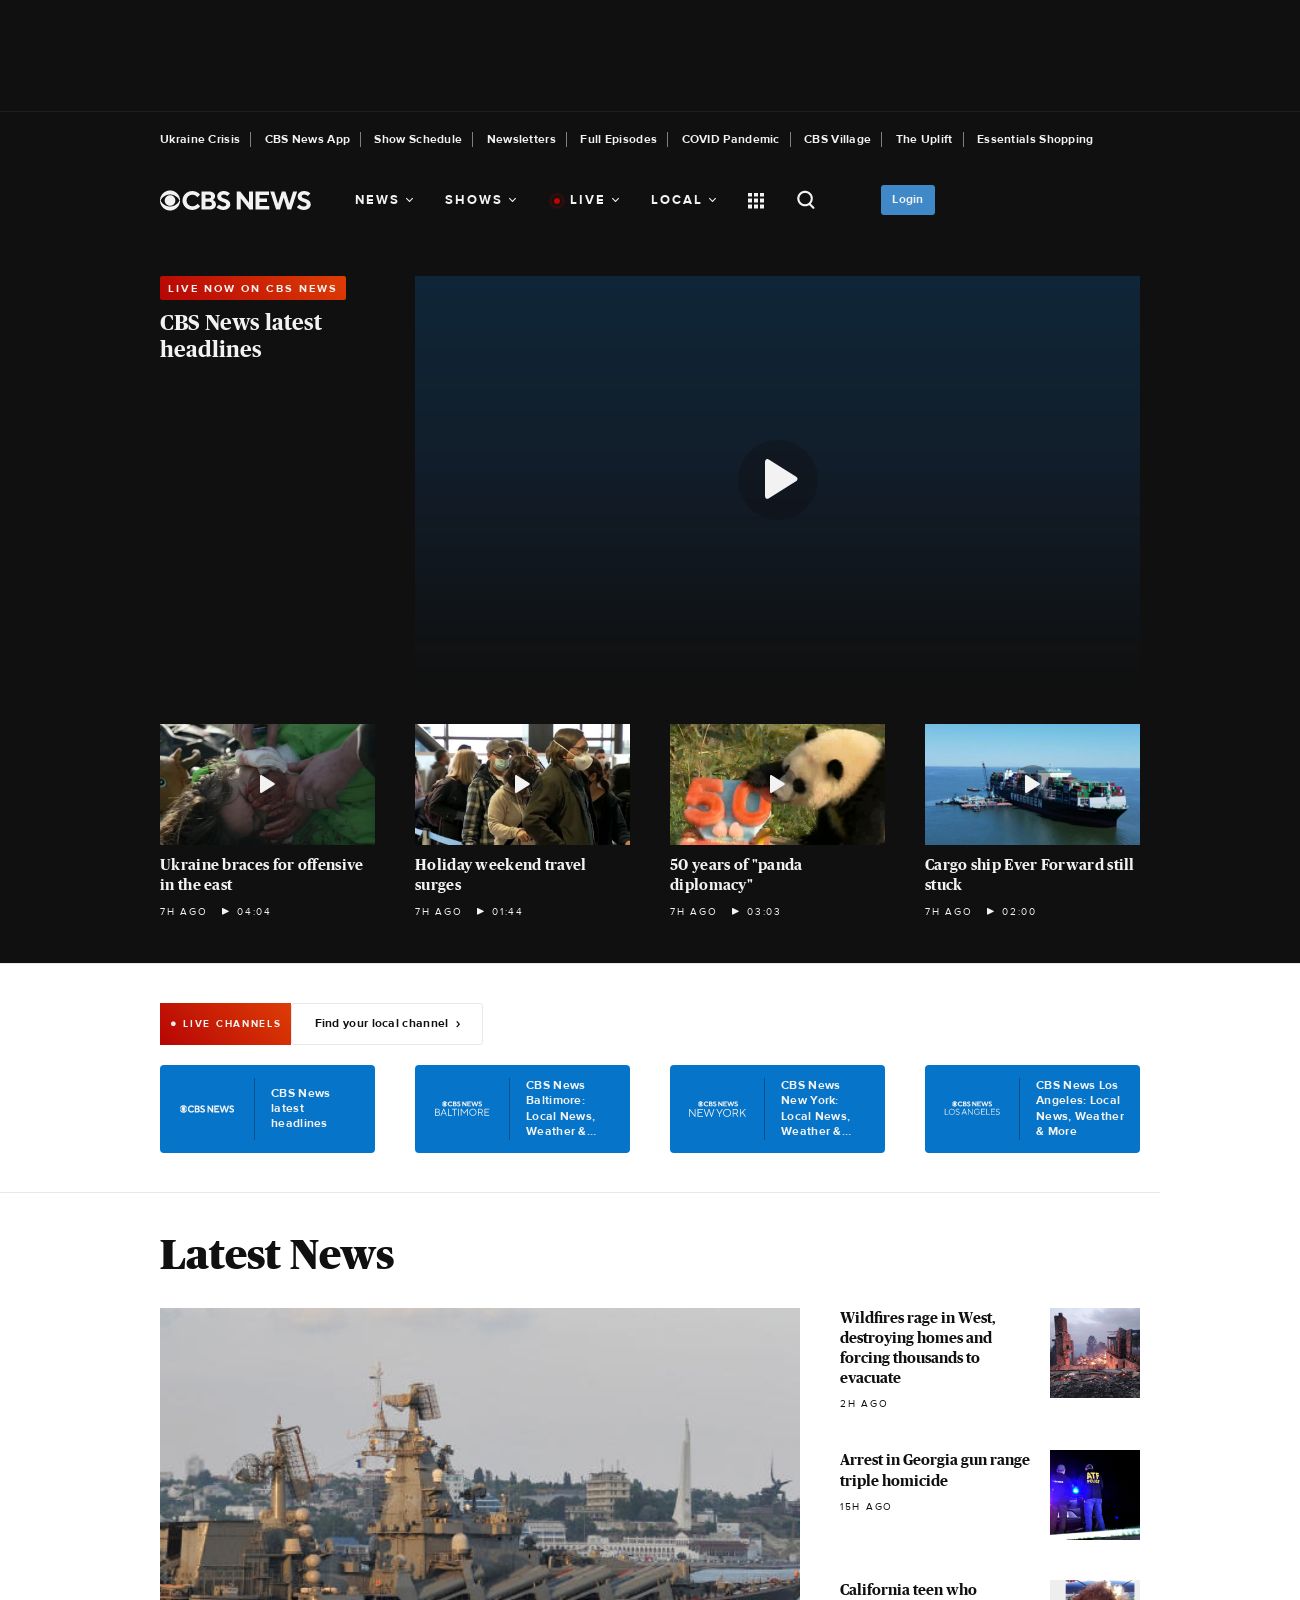 Ukraine Crisis CBS News App Show Schedule Newsletters Full Episodes COVID Pandemic CBS Village The Uplift Essentials Shopping
CBS NEWS NEWS SHOWS LIVE LOCAL Login
LIVE NOW ON CBS NEWS
CBS News latest
headlines
50
EVERGREEN
Ukraine braces for offensive
in the east
7H AGO 04:04
Holiday weekend travel
surges
7H AGO 01:44
50 years of "panda
diplomacy"
7H AGO 03:03
Cargo ship Ever Forward still
stuck
7H AGO 02:00
LIVE CHANNELS
Find your local channel ›
CBS NEWS
CBS News
latest
headlines
CBS NEWS
BALTIMORE
CBS News
Baltimore:
Local News,
Weather &...
CBS NEWS
NEW YORK
CBS News
New York:
Local News,
Weather &...
CBS NEWS
LOS ANGELES
CBS News Los
Angeles: Local
News, Weather
& More
Latest News
Wildfires rage in West,
destroying homes and
forcing thousands to
evacuate
2H AGO
Arrest in Georgia gun range
triple homicide
15H AGO
ATF
California teen who